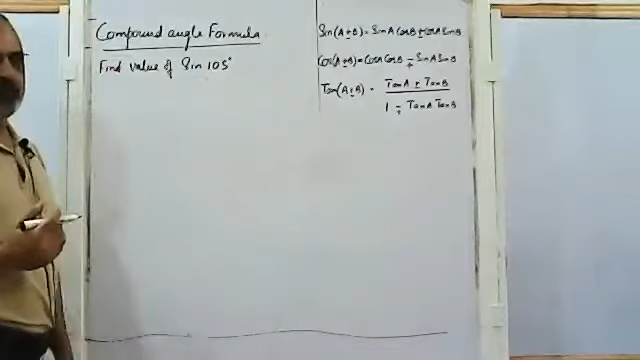 Compound angle Formula
Find value of Sin 105°
Sin(A±B) = SinA CosB ± CosA SinB
Cos(A±B) = CosA CosB ∓ SinA SinB
Tan(A±B) = TanA ± TanB
1 ∓ TanA TanB